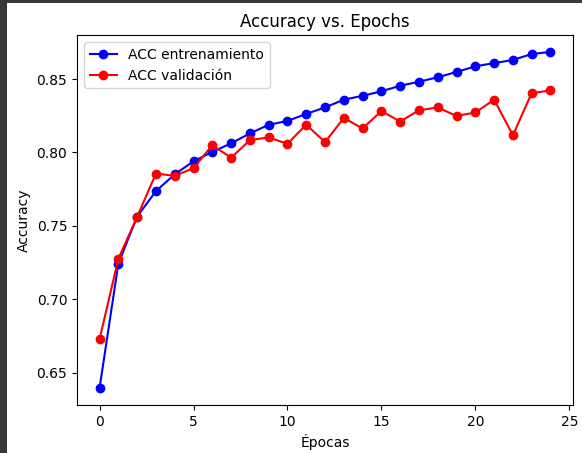 Accuracy vs. Epochs
ACC entrenamiento
ACC validación
Accuracy
0.85
0.80
0.75
0.70
0.65
0
5
10
15
20
25
Épocas